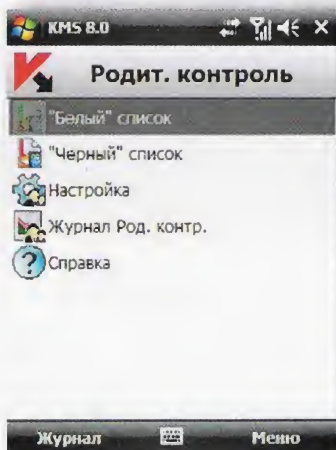 KMS 8.0
Родит. контроль
"Белый" список
"Черный" список
Настройка
Журнал Род. контр.
? Справка
Журнал
Меню